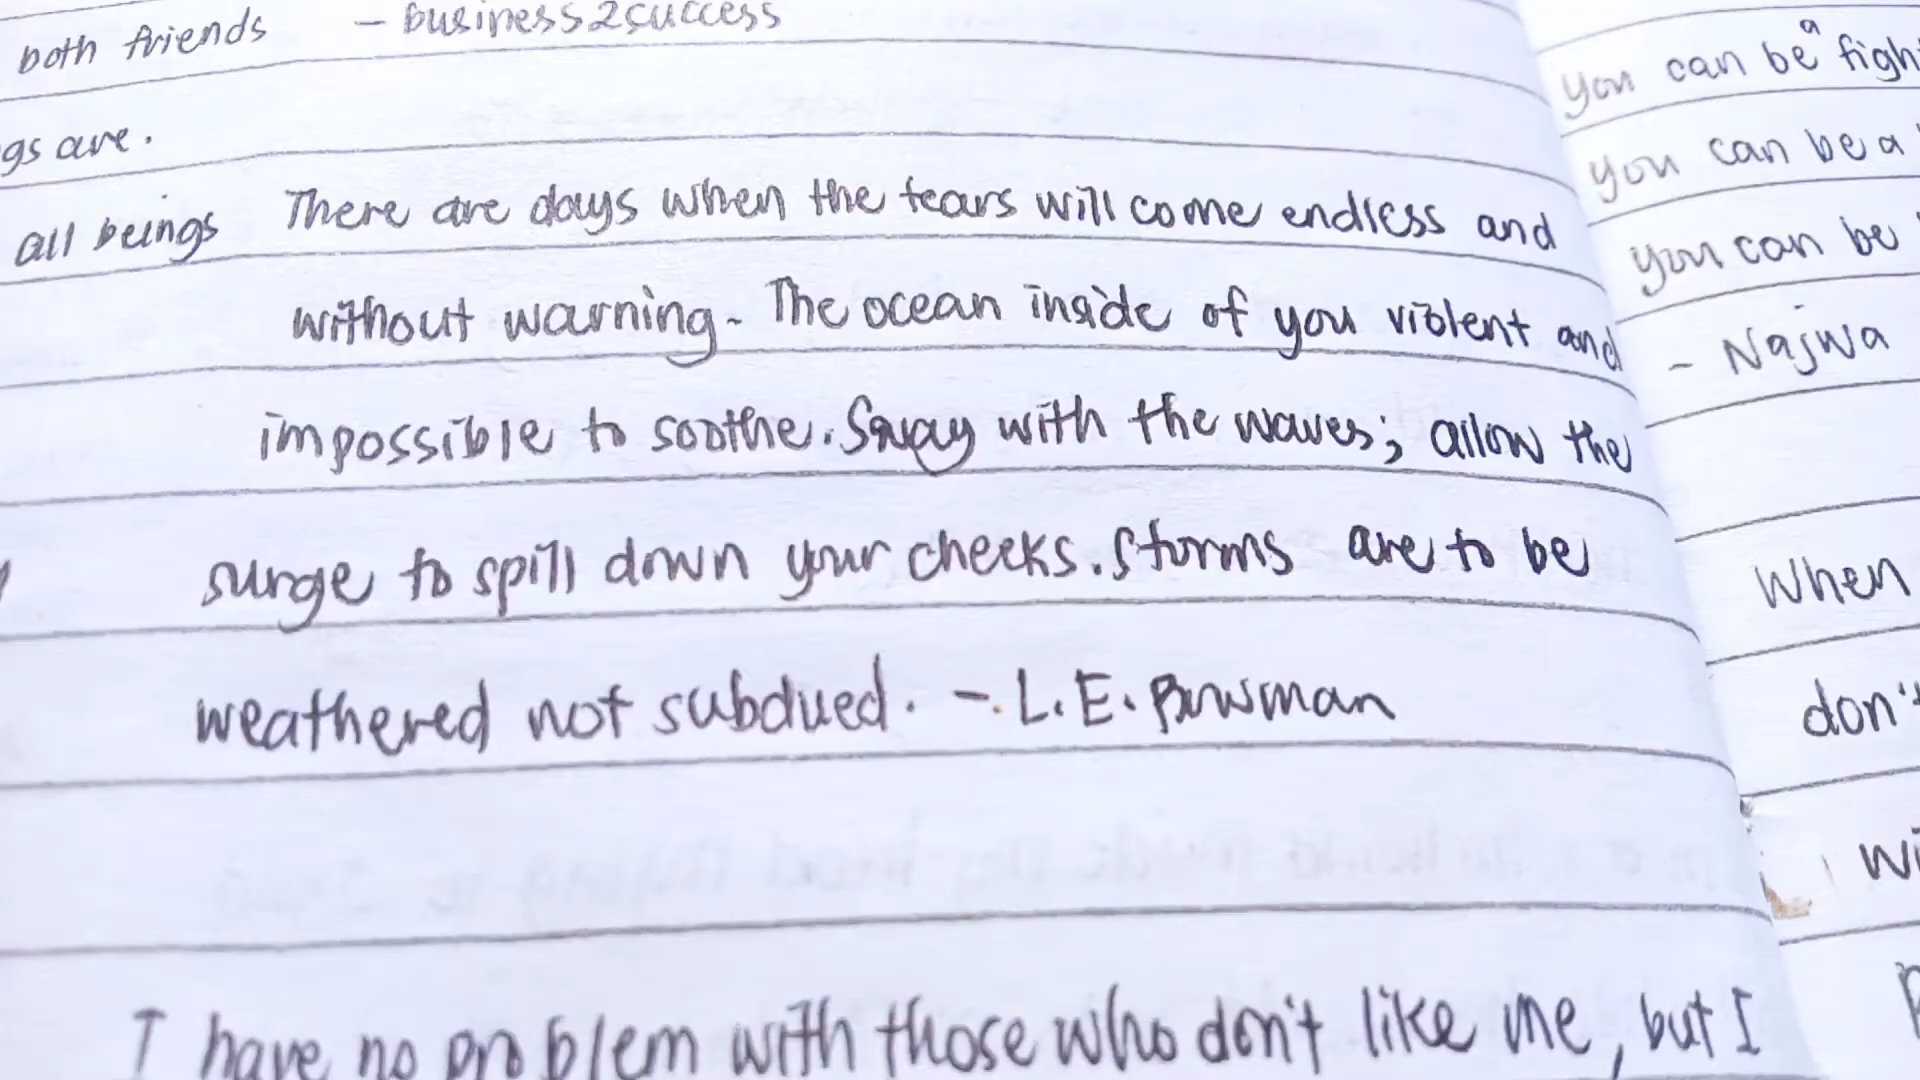 both friends - business2success
gs are.
all beings There are days when the tears will come endless and
without warning. The ocean inside of you violent and
impossible to soothe. Sway with the waves; allow the
surge to spill down your cheeks. Storms are to be
weathered not subdued. - L.E. Bowman
I have no problem with those who don't like me, but I
you can be a figh
you can be a
you can be
- Najwa
When
don't
wi